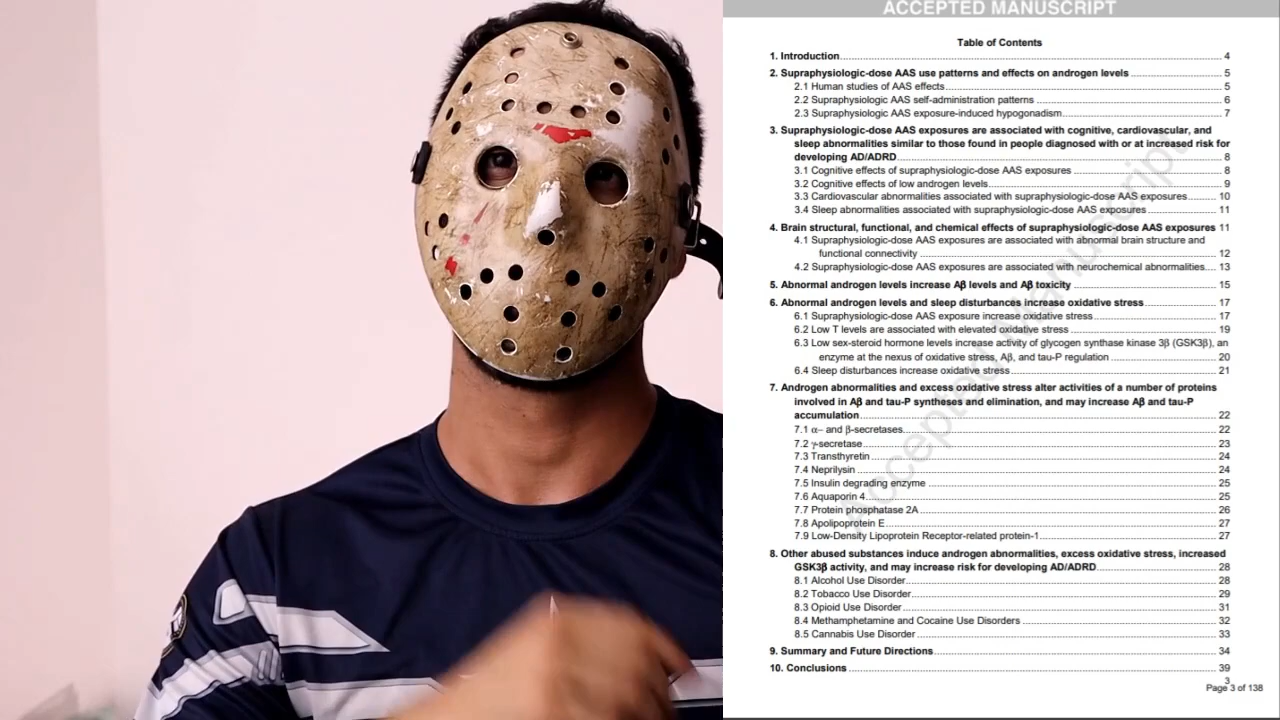 ACCEPTED MANUSCRIPT
Table of Contents
1. Introduction 4
2. Supraphysiologic-dose AAS use patterns and effects on androgen levels 5
2.1 Human studies of AAS effects 5
2.2 Supraphysiologic AAS self-administration patterns 6
2.3 Supraphysiologic AAS exposure-induced hypogonadism 7
3. Supraphysiologic-dose AAS exposures are associated with cognitive, cardiovascular, and
sleep abnormalities similar to those found in people diagnosed with or at increased risk for
developing AD/ADRD 8
3.1 Cognitive effects of supraphysiologic AAS exposures 8
3.2 Cognitive effects of low androgen levels 9
3.3 Cardiovascular abnormalities associated with supraphysiologic-dose AAS exposures 10
3.4 Sleep abnormalities associated with supraphysiologic-dose AAS exposures 11
4. Brain structural, functional, and chemical effects of supraphysiologic-dose AAS exposures 11
4.1 Supraphysiologic-dose AAS exposures are associated with abnormal brain structure and
functional connectivity 12
4.2 Supraphysiologic-dose AAS exposures are associated with neurochemical abnormalities 13
5. Abnormal androgen levels increase Aβ levels and Aβ toxicity 15
6. Abnormal androgen levels and sleep disturbances increase oxidative stress 17
6.1 Supraphysiologic-dose AAS exposure increase oxidative stress 17
6.2 Low T levels are associated with elevated oxidative stress 19
6.3 Low sex-steroid hormone levels increase activity of glycogen synthase kinase 3β (GSK3β), an
enzyme at the nexus of oxidative stress, Aβ, and tau-P regulation 20
6.4 Sleep disturbances increase oxidative stress 21
7. Androgen abnormalities and excess oxidative stress alter activities of a number of proteins
involved in Aβ and tau-P syntheses and elimination, and may increase Aβ and tau-P
accumulation 22
7.1 α– and β-secretases 22
7.2 γ-secretase 23
7.3 Transthyretin 24
7.4 Neprilysin 24
7.5 Insulin degrading enzyme 25
7.6 Aquaporin 4 25
7.7 Protein phosphatase 2A 26
7.8 Apolipoprotein E 27
7.9 Low-Density Lipoprotein Receptor-related protein-1 27
8. Other abused substances induce androgen abnormalities, excess oxidative stress, increased
GSK3β activity, and may increase risk for developing AD/ADRD 28
8.1 Alcohol Use Disorder 28
8.2 Tobacco Use Disorder 29
8.3 Opioid Use Disorder 31
8.4 Methamphetamine and Cocaine Use Disorders 32
8.5 Cannabis Use Disorder 33
9. Summary and Future Directions 34
10. Conclusions 39
3
Page 3 of 138
Accepted Manuscript